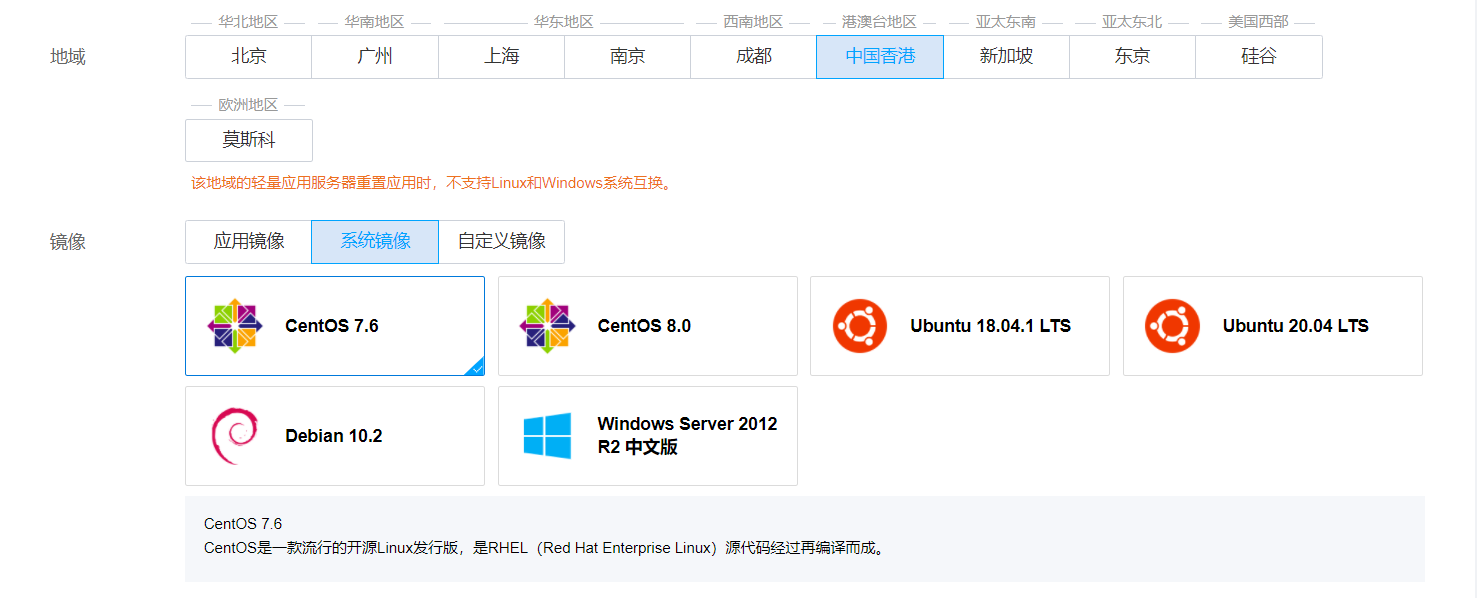 华北地区 华南地区 华东地区 西南地区 港澳台地区 亚太东南 亚太东北 美国西部
地域 北京 广州 上海 南京 成都 中国香港 新加坡 东京 硅谷
欧洲地区
莫斯科
该地域的轻量应用服务器重置应用时，不支持Linux和Windows系统互换。
镜像 应用镜像 系统镜像 自定义镜像
CentOS 7.6 CentOS 8.0 Ubuntu 18.04.1 LTS Ubuntu 20.04 LTS
Debian 10.2 Windows Server 2012
R2 中文版
CentOS 7.6
CentOS是一款流行的开源Linux发行版，是RHEL（Red Hat Enterprise Linux）源代码经过再编译而成。